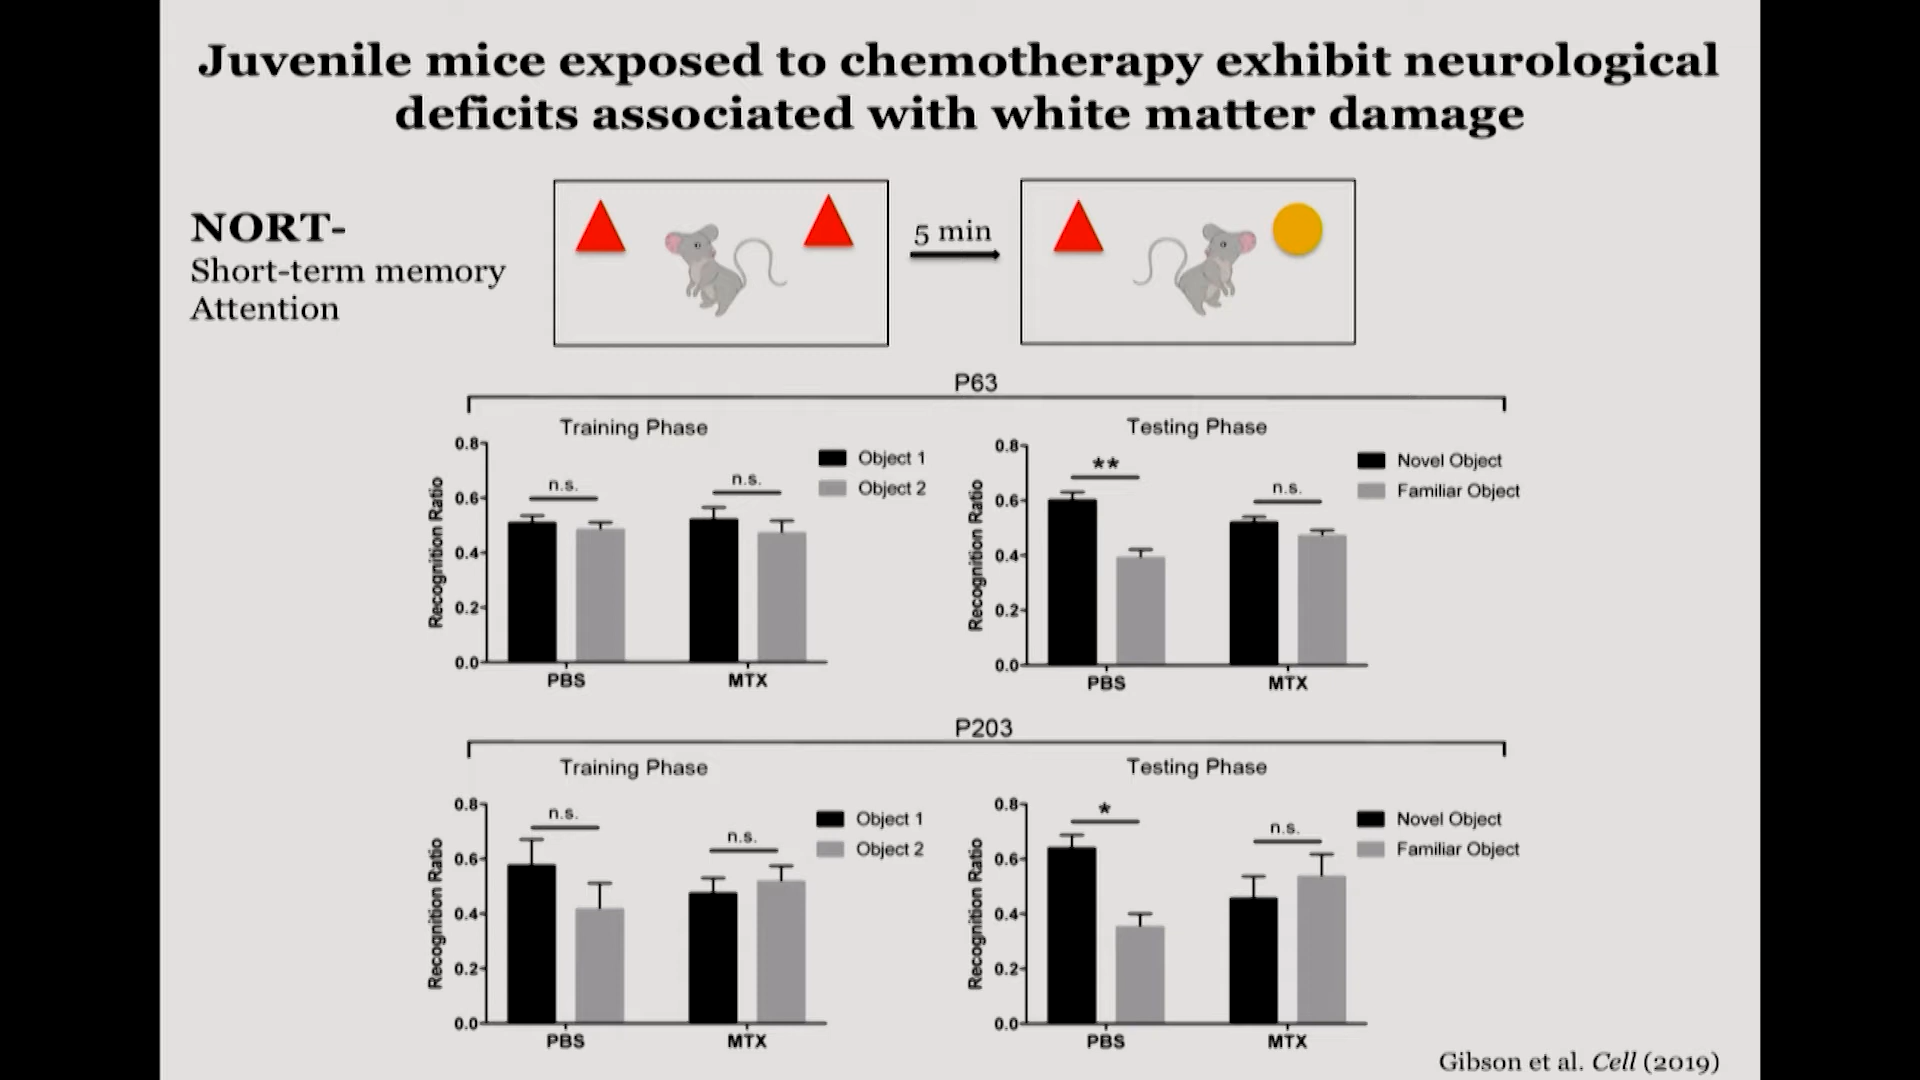 Juvenile mice exposed to chemotherapy exhibit neurological
deficits associated with white matter damage
NORT-
Short-term memory
Attention
5 min
P63
Training Phase
Recognition Ratio
0.8
0.6
0.4
0.2
0.0
n.s.
n.s.
PBS
MTX
Object 1
Object 2
Testing Phase
Recognition Ratio
0.8
0.6
0.4
0.2
0.0
**
n.s.
PBS
MTX
Novel Object
Familiar Object
P203
Training Phase
Recognition Ratio
0.8
0.6
0.4
0.2
0.0
n.s.
n.s.
PBS
MTX
Object 1
Object 2
Testing Phase
Recognition Ratio
0.8
0.6
0.4
0.2
0.0
*
n.s.
PBS
MTX
Novel Object
Familiar Object
Gibson et al. Cell (2019)